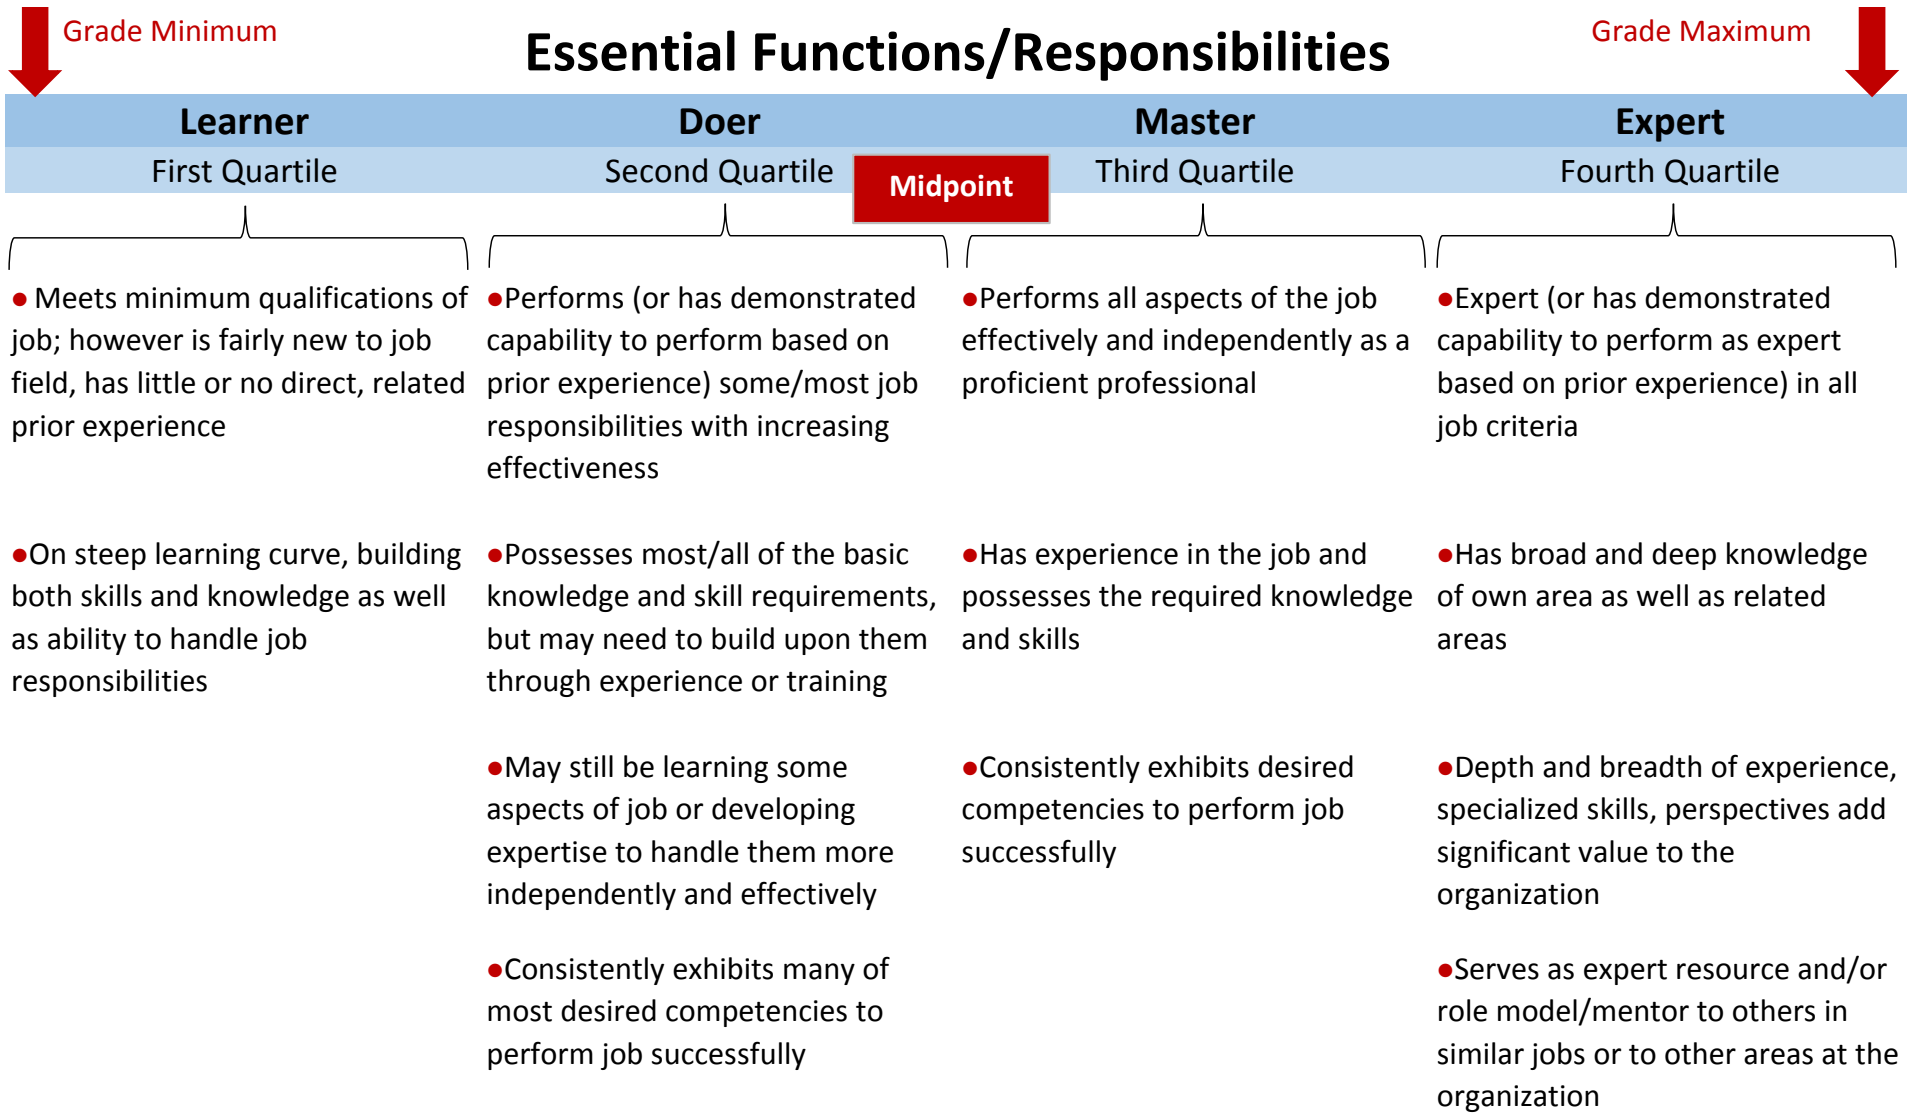 Grade Minimum
Essential Functions/Responsibilities
Grade Maximum
Learner
Doer
Master
Expert
First Quartile
Second Quartile
Midpoint
Third Quartile
Fourth Quartile
● Meets minimum qualifications of
job; however is fairly new to job
field, has little or no direct, related
prior experience
●On steep learning curve, building
both skills and knowledge as well
as ability to handle job
responsibilities
●Performs (or has demonstrated
capability to perform based on
prior experience) some/most job
responsibilities with increasing
effectiveness
●Possesses most/all of the basic
knowledge and skill requirements,
but may need to build upon them
through experience or training
●May still be learning some
aspects of job or developing
expertise to handle them more
independently and effectively
●Consistently exhibits many of
most desired competencies to
perform job successfully
●Performs all aspects of the job
effectively and independently as a
proficient professional
●Has experience in the job and
possesses the required knowledge
and skills
●Consistently exhibits desired
competencies to perform job
successfully
●Expert (or has demonstrated
capability to perform as expert
based on prior experience) in all
job criteria
●Has broad and deep knowledge
of own area as well as related
areas
●Depth and breadth of experience,
specialized skills, perspectives add
significant value to the
organization
●Serves as expert resource and/or
role model/mentor to others in
similar jobs or to other areas at the
organization